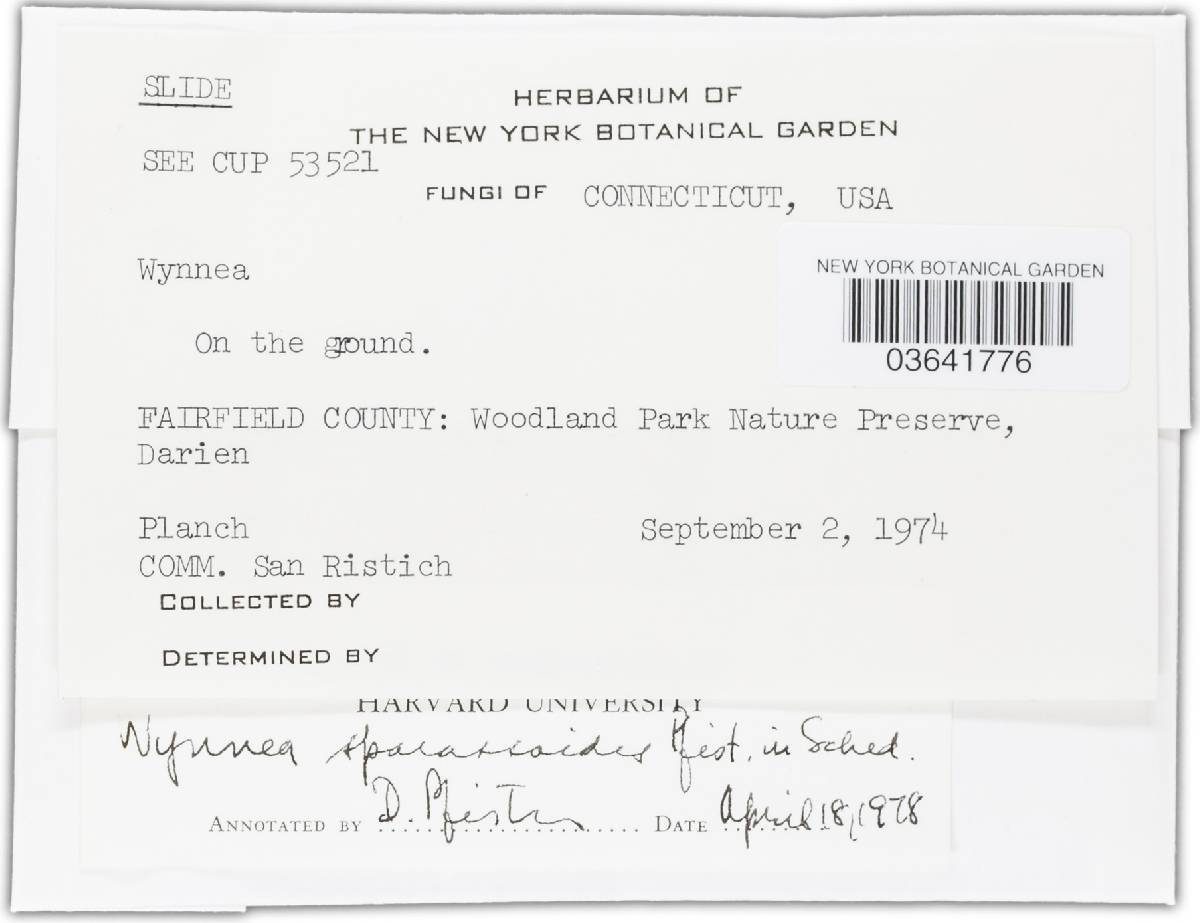 SLIDE
HERBARIUM OF
THE NEW YORK BOTANICAL GARDEN
SEE CUP 53521
FUNGI OF CONNECTICUT, USA
Wynnea
NEW YORK BOTANICAL GARDEN
03641776
On the ground.
FAIRFIELD COUNTY: Woodland Park Nature Preserve,
Darien
Planch September 2, 1974
COMM. San Ristich
COLLECTED BY
DETERMINED BY
HARVARD UNIVERSITY
Wynnea sparassoides Pfist. in Sched.
ANNOTATED BY D. Pfister DATE April 18, 1978